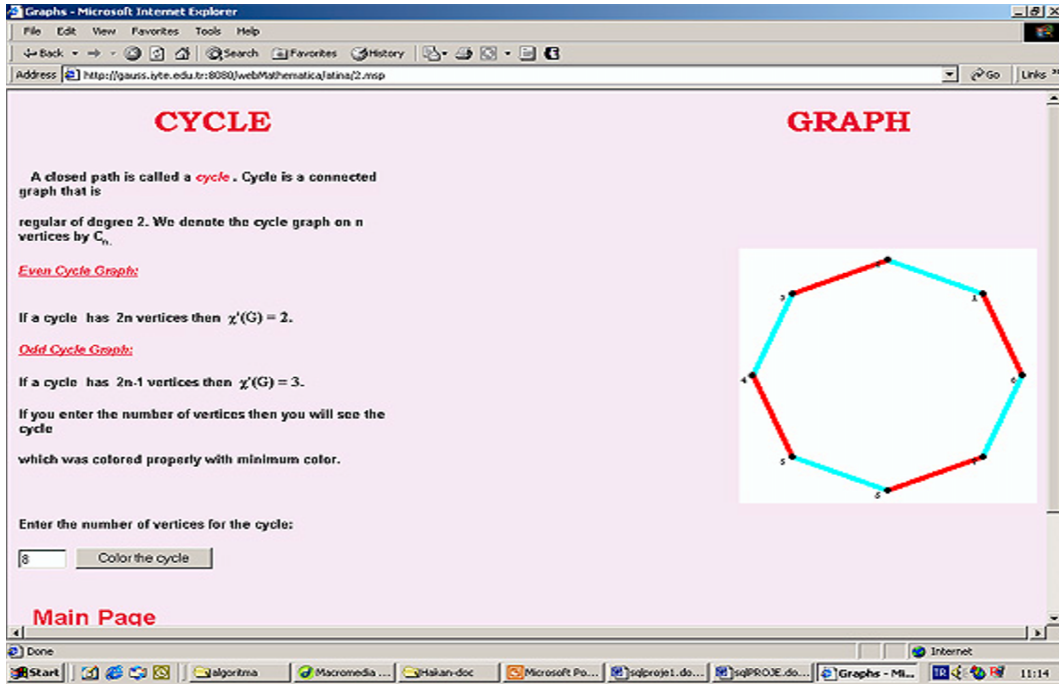 Graphs - Microsoft Internet Explorer
File Edit View Favorites Tools Help
Back Search Favorites History
Address http://gauss.iyte.edu.tr:8080/webMathematica/atina/2.msp Go Links
CYCLE GRAPH
A closed path is called a cycle . Cycle is a connected
graph that is
regular of degree 2. We denote the cycle graph on n
vertices by Cn.
Even Cycle Graph:
If a cycle has 2n vertices then χ'(G) = 2.
Odd Cycle Graph:
If a cycle has 2n-1 vertices then χ'(G) = 3.
If you enter the number of vertices then you will see the
cycle
which was colored properly with minimum color.
Enter the number of vertices for the cycle:
8 Color the cycle
3
1
4
5
Main Page
Done Internet
Start algoritma Macromedia ... Hakan-doc Microsoft Po... sqlproje1.do... sqlPROJE.do... Graphs - Mi... TR 11:14